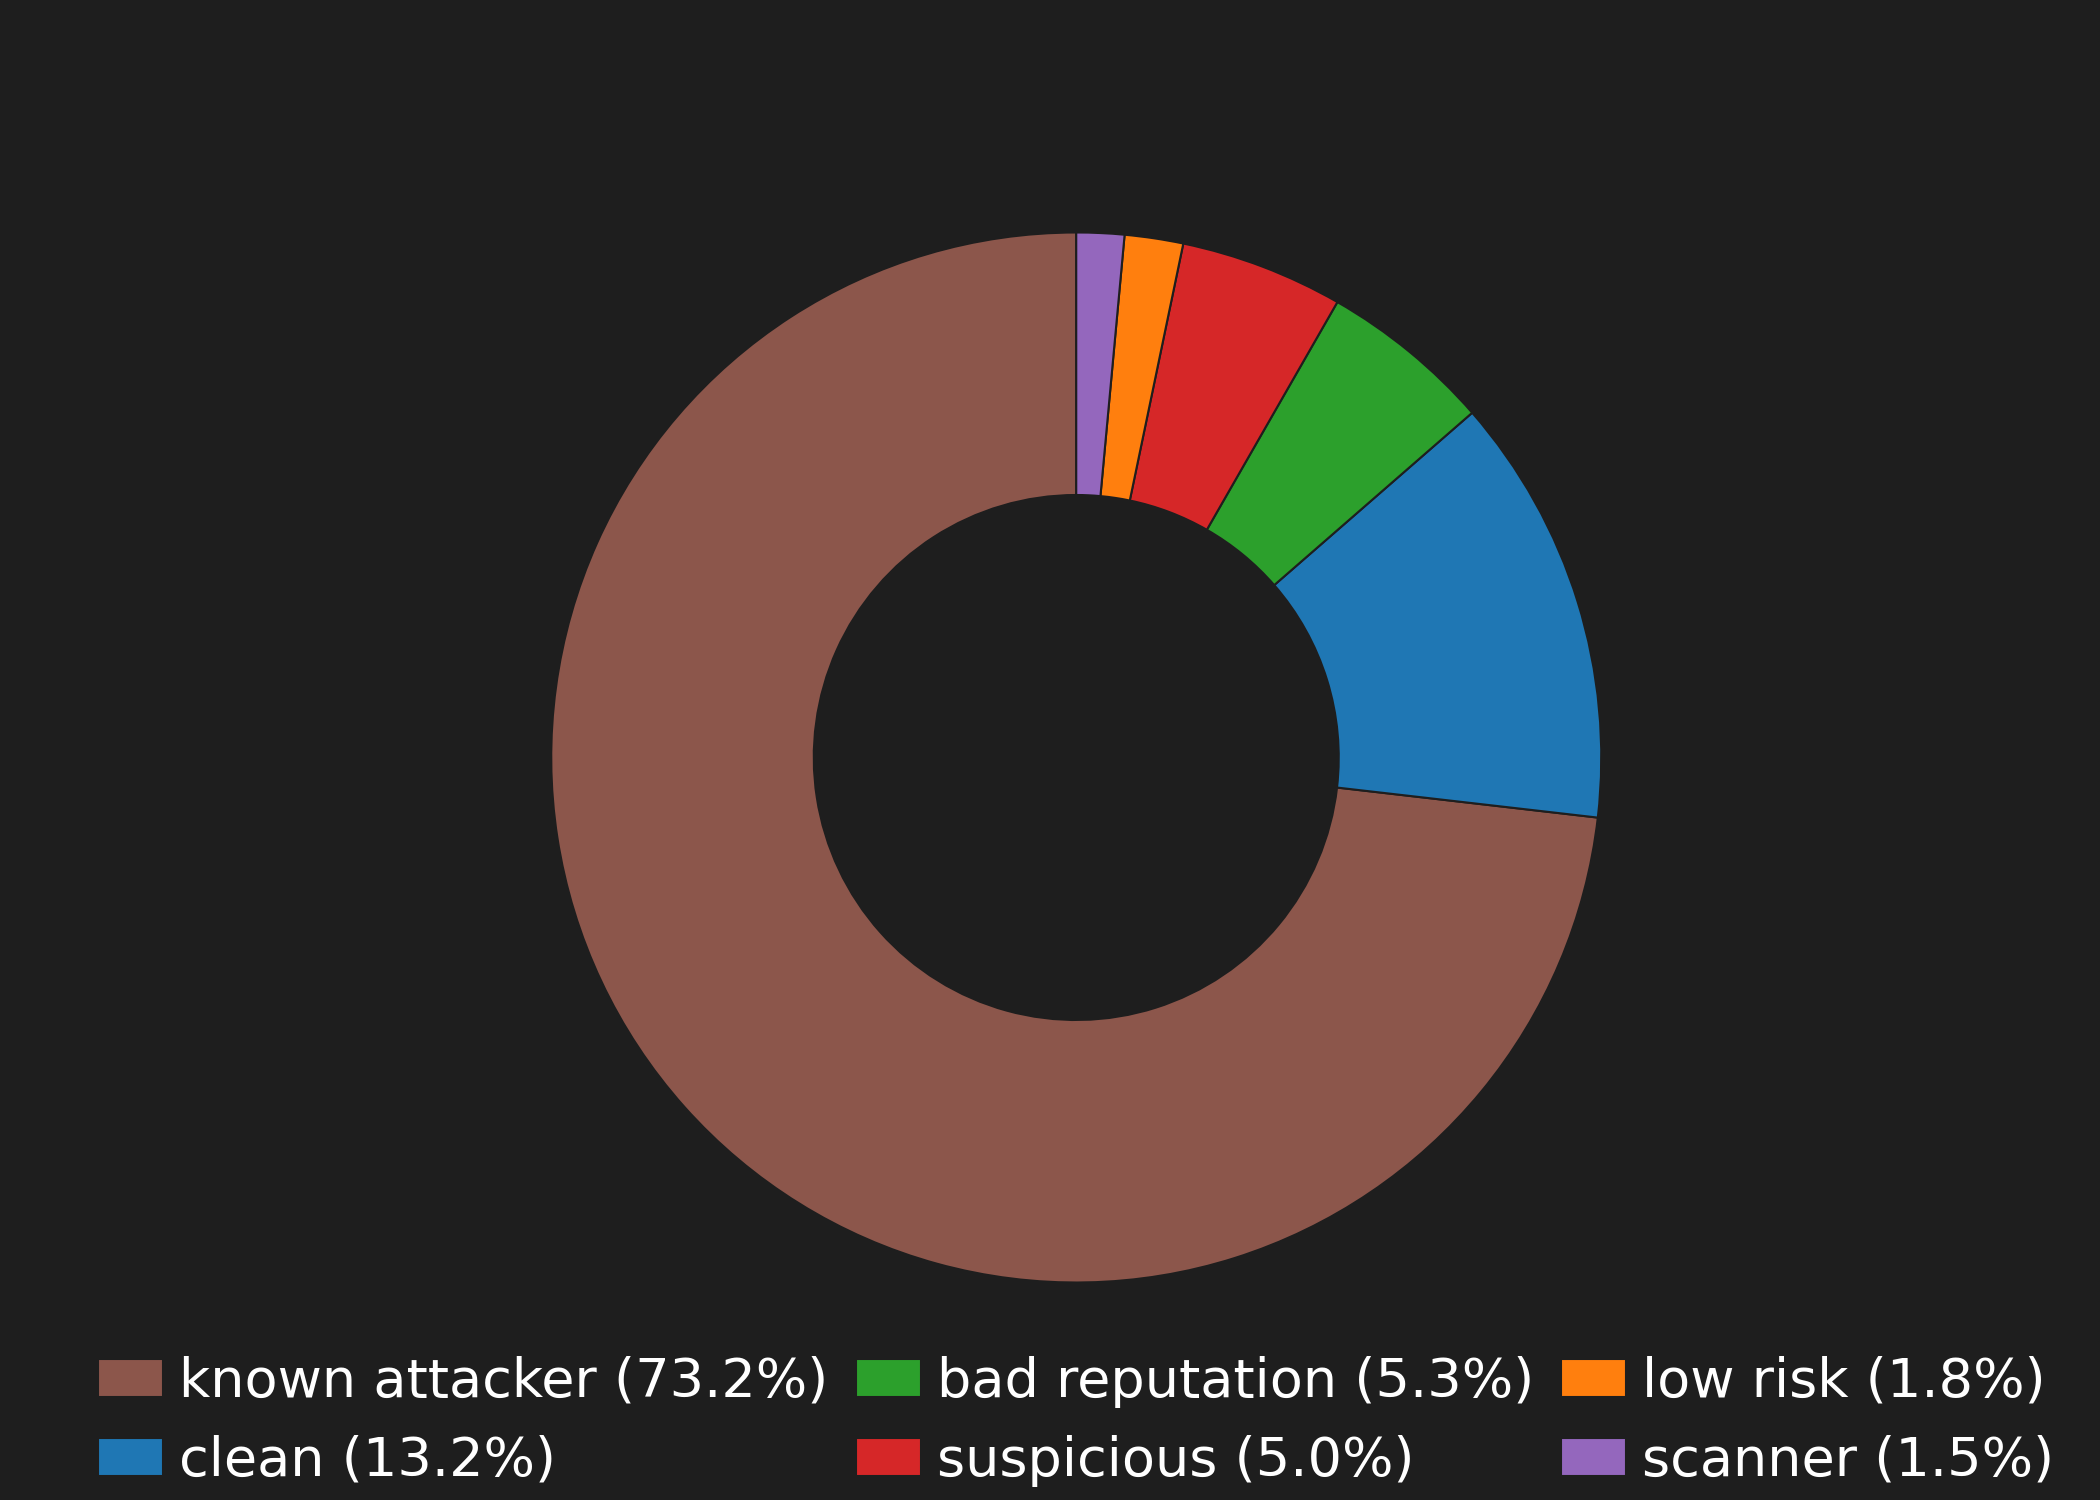 known attacker (73.2%) bad reputation (5.3%) low risk (1.8%)
clean (13.2%) suspicious (5.0%) scanner (1.5%)